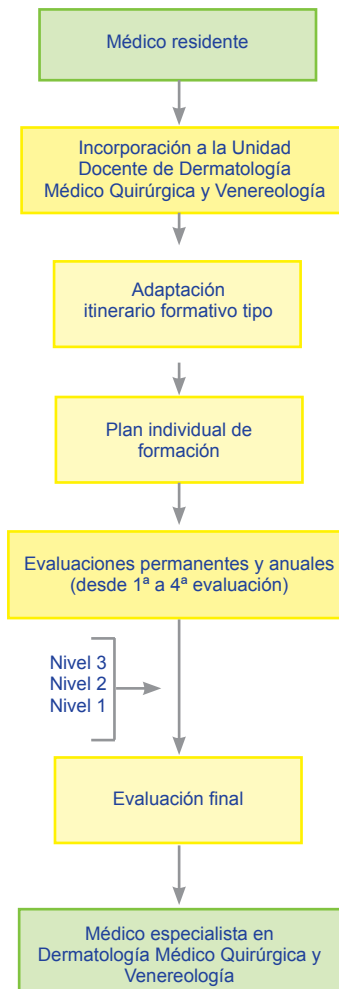 Médico residente
Incorporación a la Unidad
Docente de Dermatología
Médico Quirúrgica y Venereología
Adaptación
itinerario formativo tipo
Plan individual de
formación
Evaluaciones permanentes y anuales
(desde 1ª a 4ª evaluación)
Nivel 3
Nivel 2
Nivel 1
Evaluación final
Médico especialista en
Dermatología Médico Quirúrgica y
Venereología